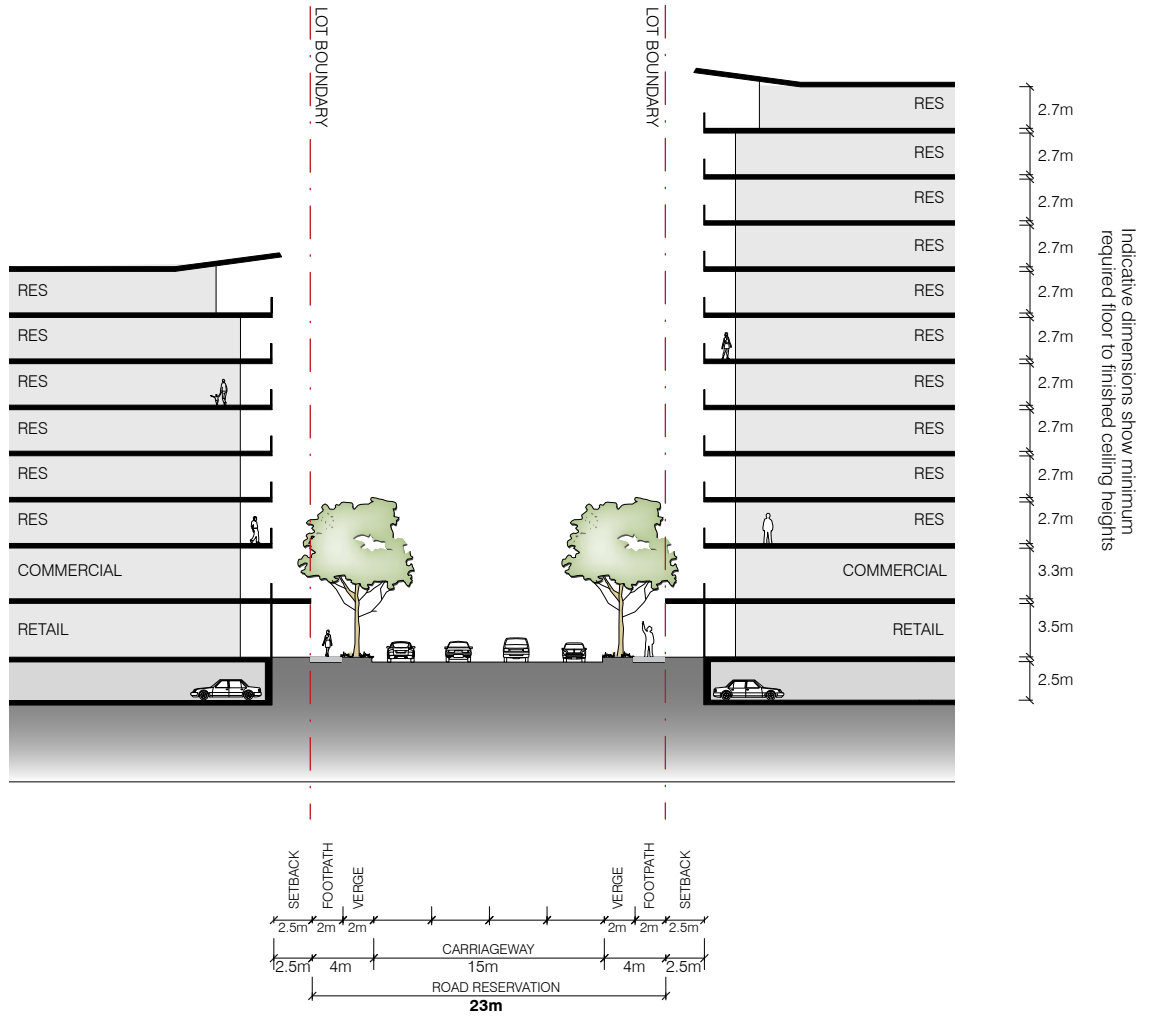 LOT BOUNDARY
LOT BOUNDARY
RES
2.7m
RES
2.7m
RES
2.7m
RES
2.7m
RES
RES
2.7m
RES
RES
2.7m
RES
RES
2.7m
RES
RES
2.7m
RES
RES
2.7m
RES
RES
2.7m
COMMERCIAL
COMMERCIAL
3.3m
RETAIL
RETAIL
3.5m
2.5m
Indicative dimensions show minimum
required floor to finished ceiling heights
SETBACK
FOOTPATH
VERGE
VERGE
FOOTPATH
SETBACK
2.5m 2m 2m 2m 2m 2.5m
CARRIAGEWAY
2.5m 4m 15m 4m 2.5m
ROAD RESERVATION
23m